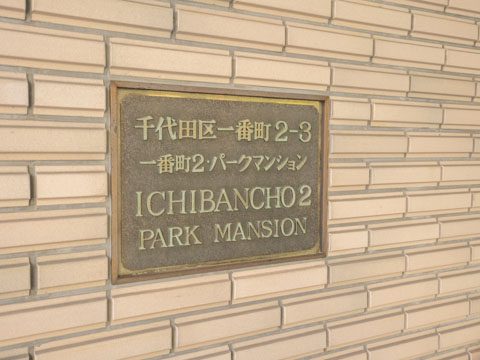 千代田区一番町2-3
一番町2・パークマンション
ICHIBANCHO 2
PARK MANSION